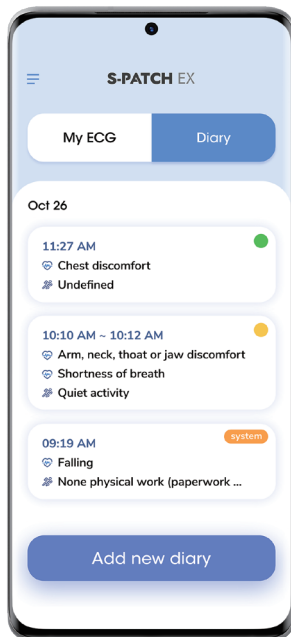 S-PATCH EX
My ECG
Diary
Oct 26
11:27 AM
Chest discomfort
Undefined
10:10 AM ~ 10:12 AM
Arm, neck, thoat or jaw discomfort
Shortness of breath
Quiet activity
09:19 AM
system
Falling
None physical work (paperwork ...
Add new diary